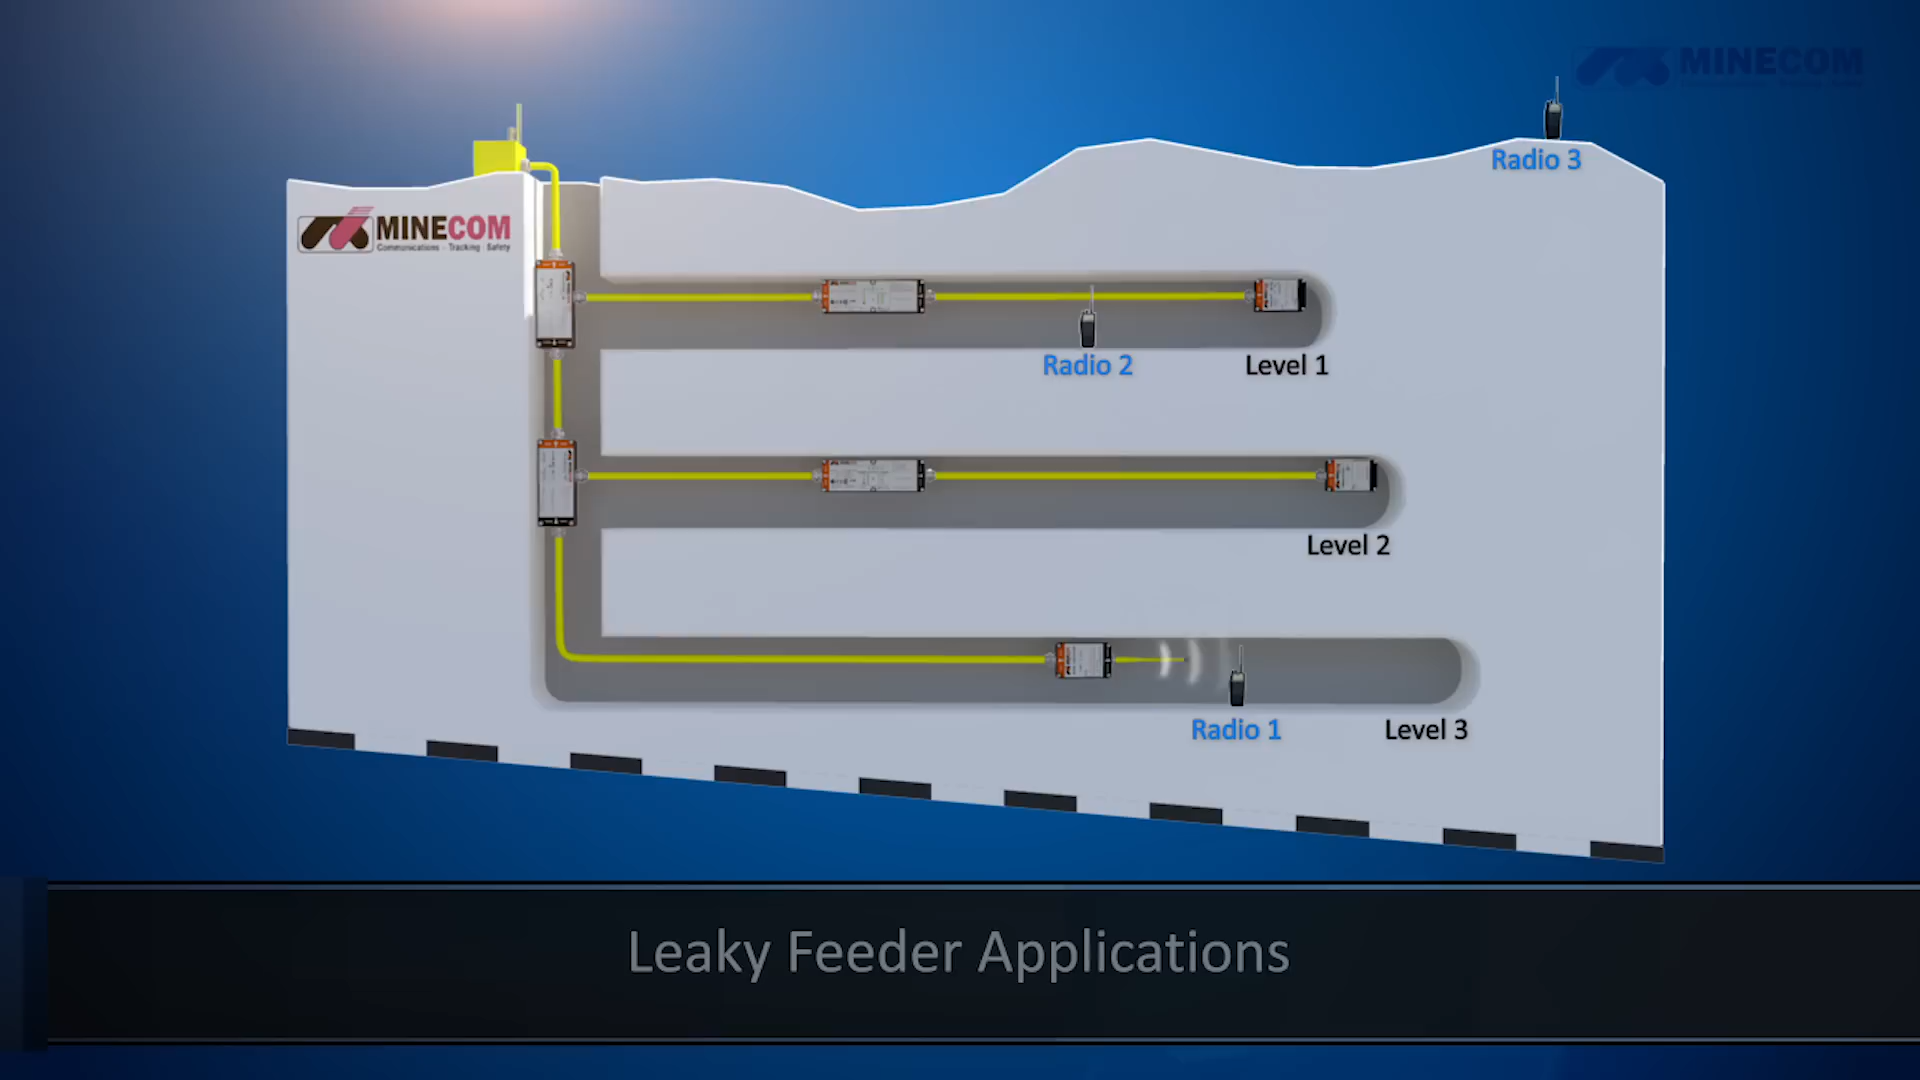 MINECOM
Radio 3
MINECOM
Communications - Tracking - Safety
Radio 2
Level 1
Level 2
Radio 1
Level 3
Leaky Feeder Applications